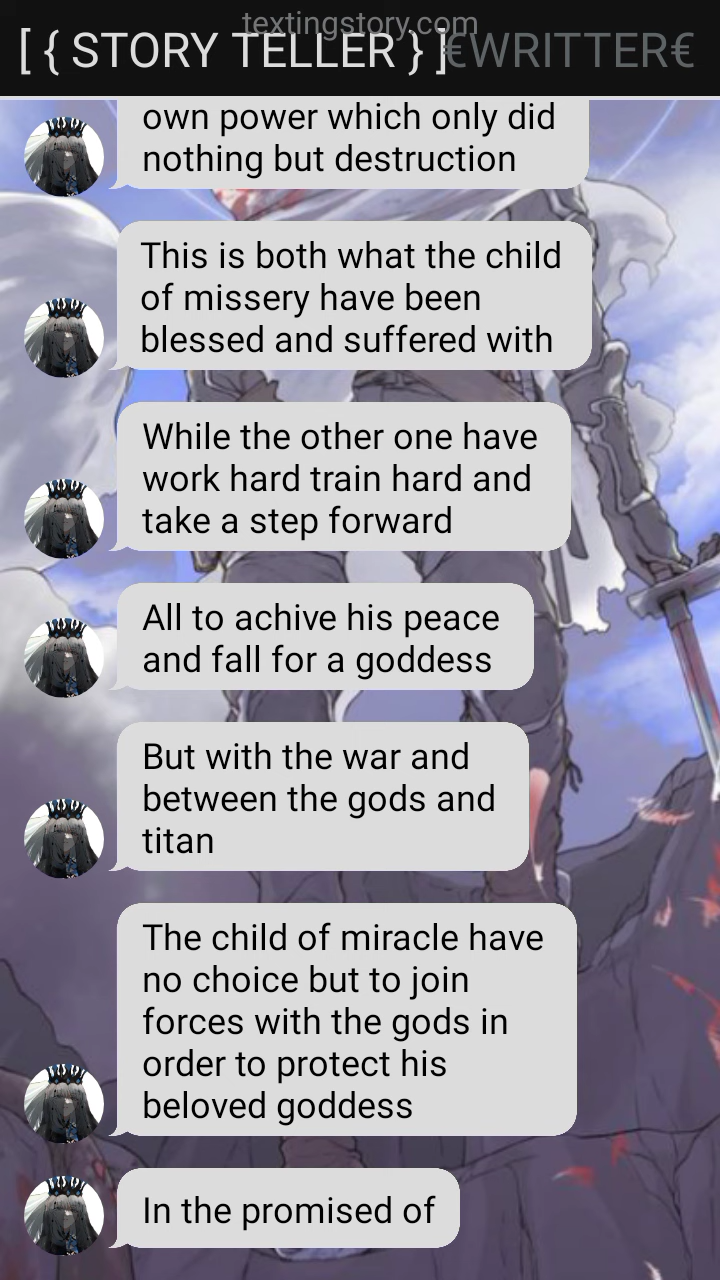 textingstory.com
[ { STORY TELLER } ]€WRITTER€
own power which only did
nothing but destruction
This is both what the child
of missery have been
blessed and suffered with
While the other one have
work hard train hard and
take a step forward
All to achive his peace
and fall for a goddess
But with the war and
between the gods and
titan
The child of miracle have
no choice but to join
forces with the gods in
order to protect his
beloved goddess
In the promised of